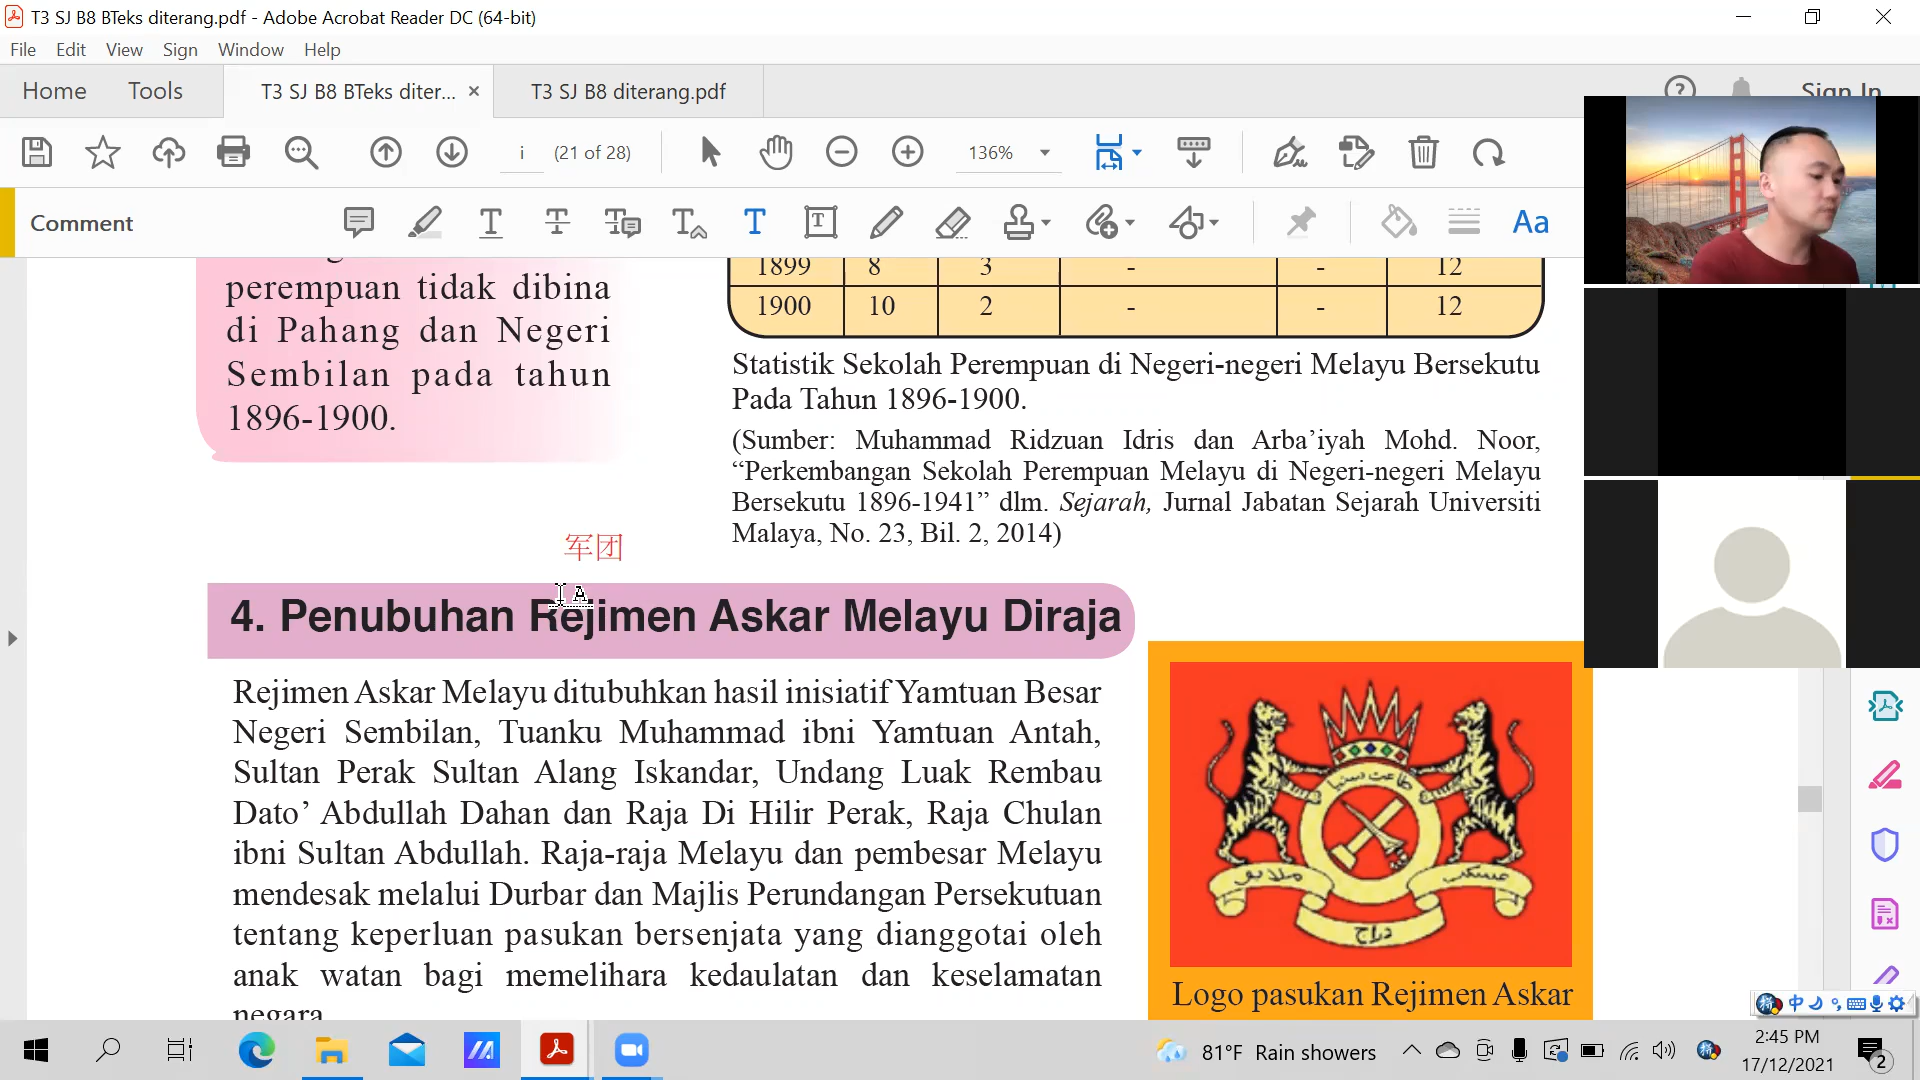 T3 SJ B8 BTeks diterang.pdf - Adobe Acrobat Reader DC (64-bit)
File Edit View Sign Window Help
Home Tools T3 SJ B8 BTeks diter... × T3 SJ B8 diterang.pdf Sign In
i (21 of 28) 136%
Comment
perempuan tidak dibina
di Pahang dan Negeri
Sembilan pada tahun
1896-1900.
1899 8 3 - - 12
1900 10 2 - - 12
Statistik Sekolah Perempuan di Negeri-negeri Melayu Bersekutu
Pada Tahun 1896-1900.
(Sumber: Muhammad Ridzuan Idris dan Arba’iyah Mohd. Noor,
“Perkembangan Sekolah Perempuan Melayu di Negeri-negeri Melayu
Bersekutu 1896-1941” dlm. Sejarah, Jurnal Jabatan Sejarah Universiti
Malaya, No. 23, Bil. 2, 2014)
军团
4. Penubuhan Rejimen Askar Melayu Diraja
Rejimen Askar Melayu ditubuhkan hasil inisiatif Yamtuan Besar
Negeri Sembilan, Tuanku Muhammad ibni Yamtuan Antah,
Sultan Perak Sultan Alang Iskandar, Undang Luak Rembau
Dato’ Abdullah Dahan dan Raja Di Hilir Perak, Raja Chulan
ibni Sultan Abdullah. Raja-raja Melayu dan pembesar Melayu
mendesak melalui Durbar dan Majlis Perundangan Persekutuan
tentang keperluan pasukan bersenjata yang dianggotai oleh
anak watan bagi memelihara kedaulatan dan keselamatan
negara
Logo pasukan Rejimen Askar
中
81°F Rain showers
2:45 PM
17/12/2021
2